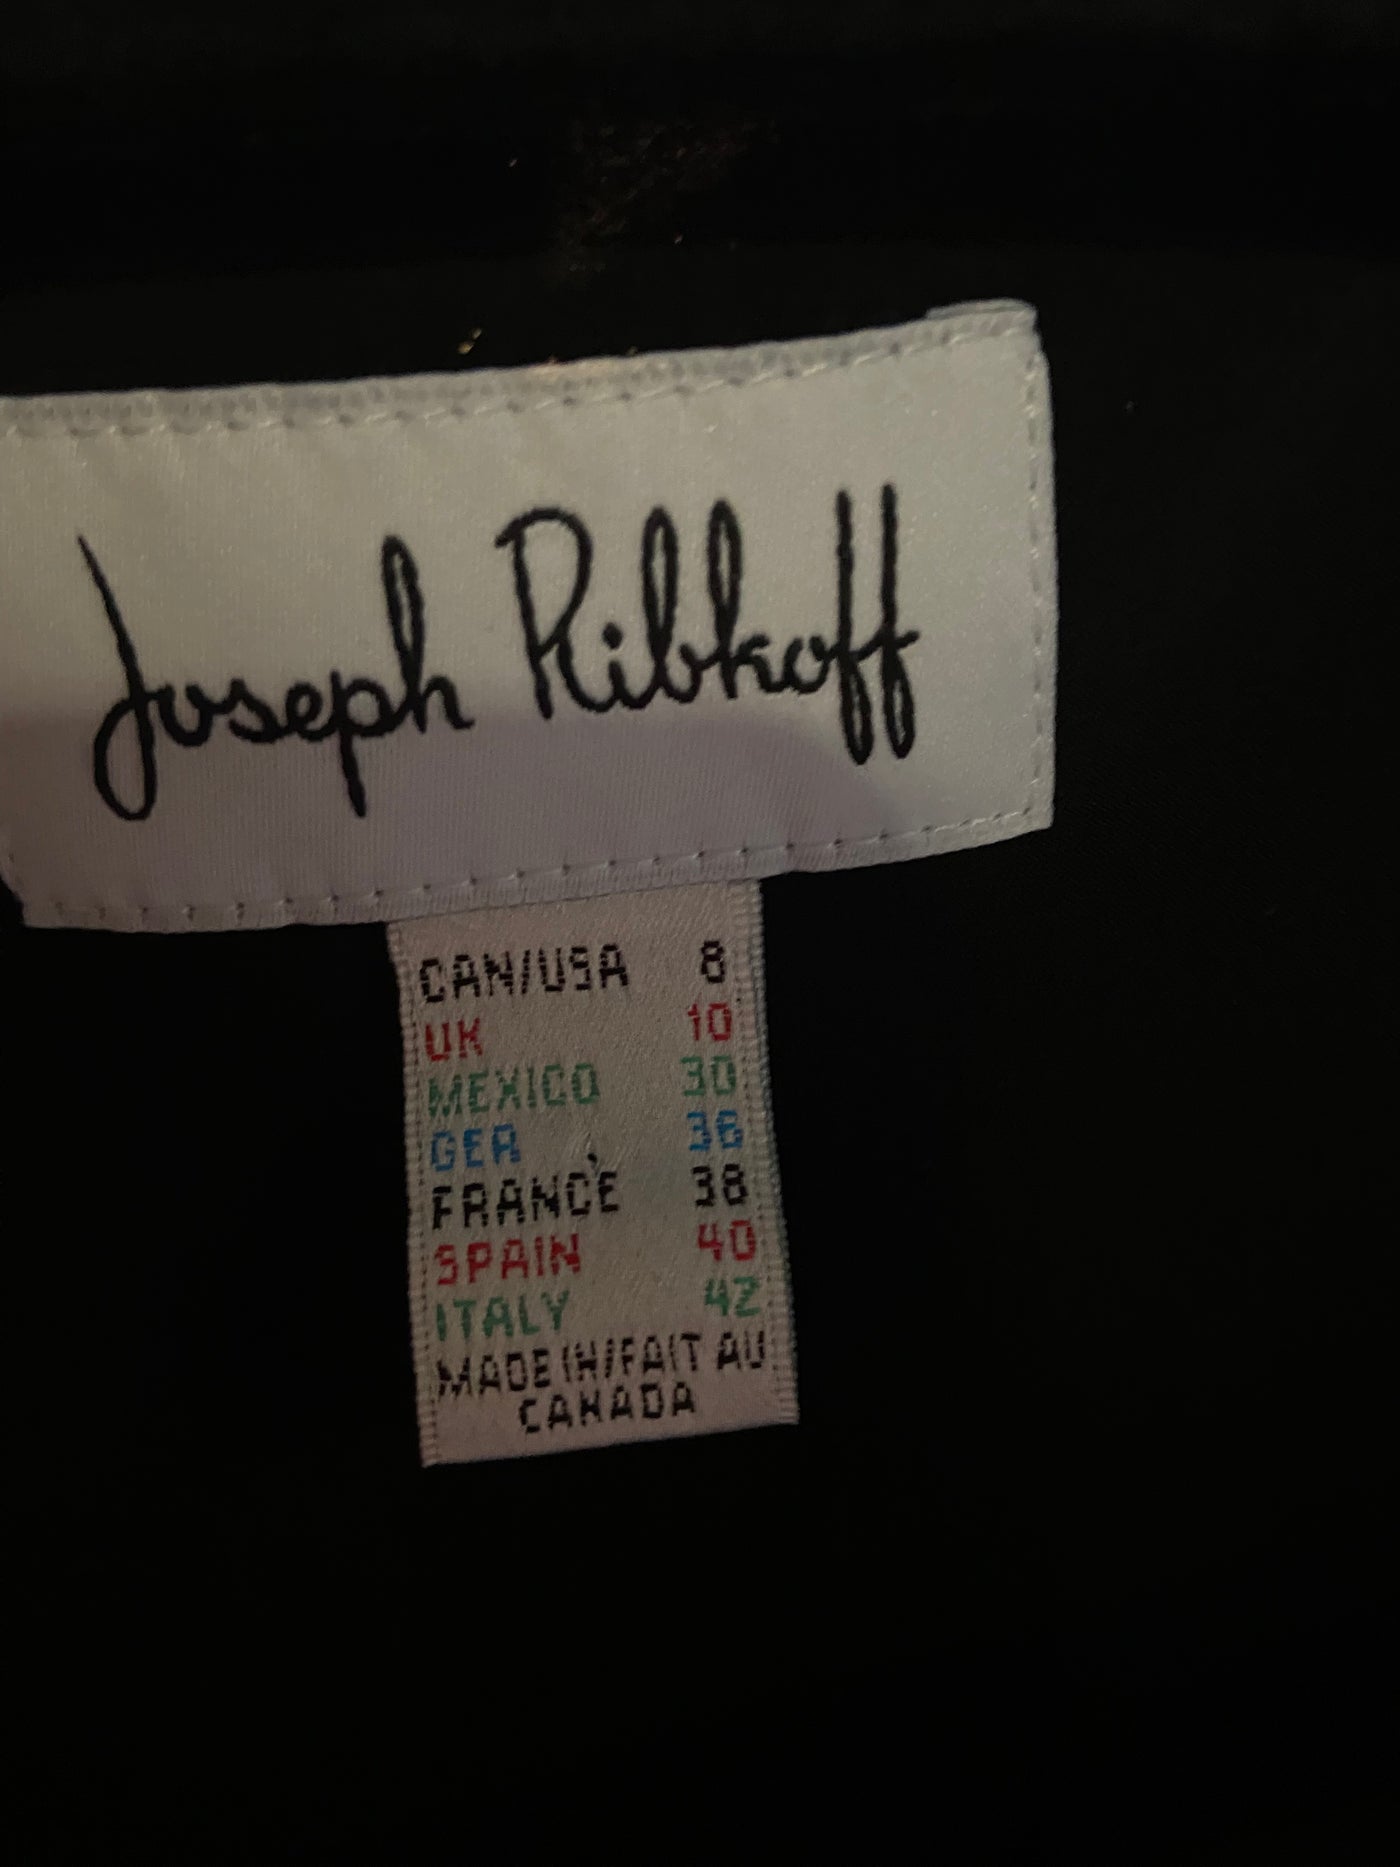 Joseph Ribkoff
CAN/USA 8
UK 10
MEXICO 30
GER 36
FRANCE 38
SPAIN 40
ITALY 42
MADE IN/FAIT AU
CANADA